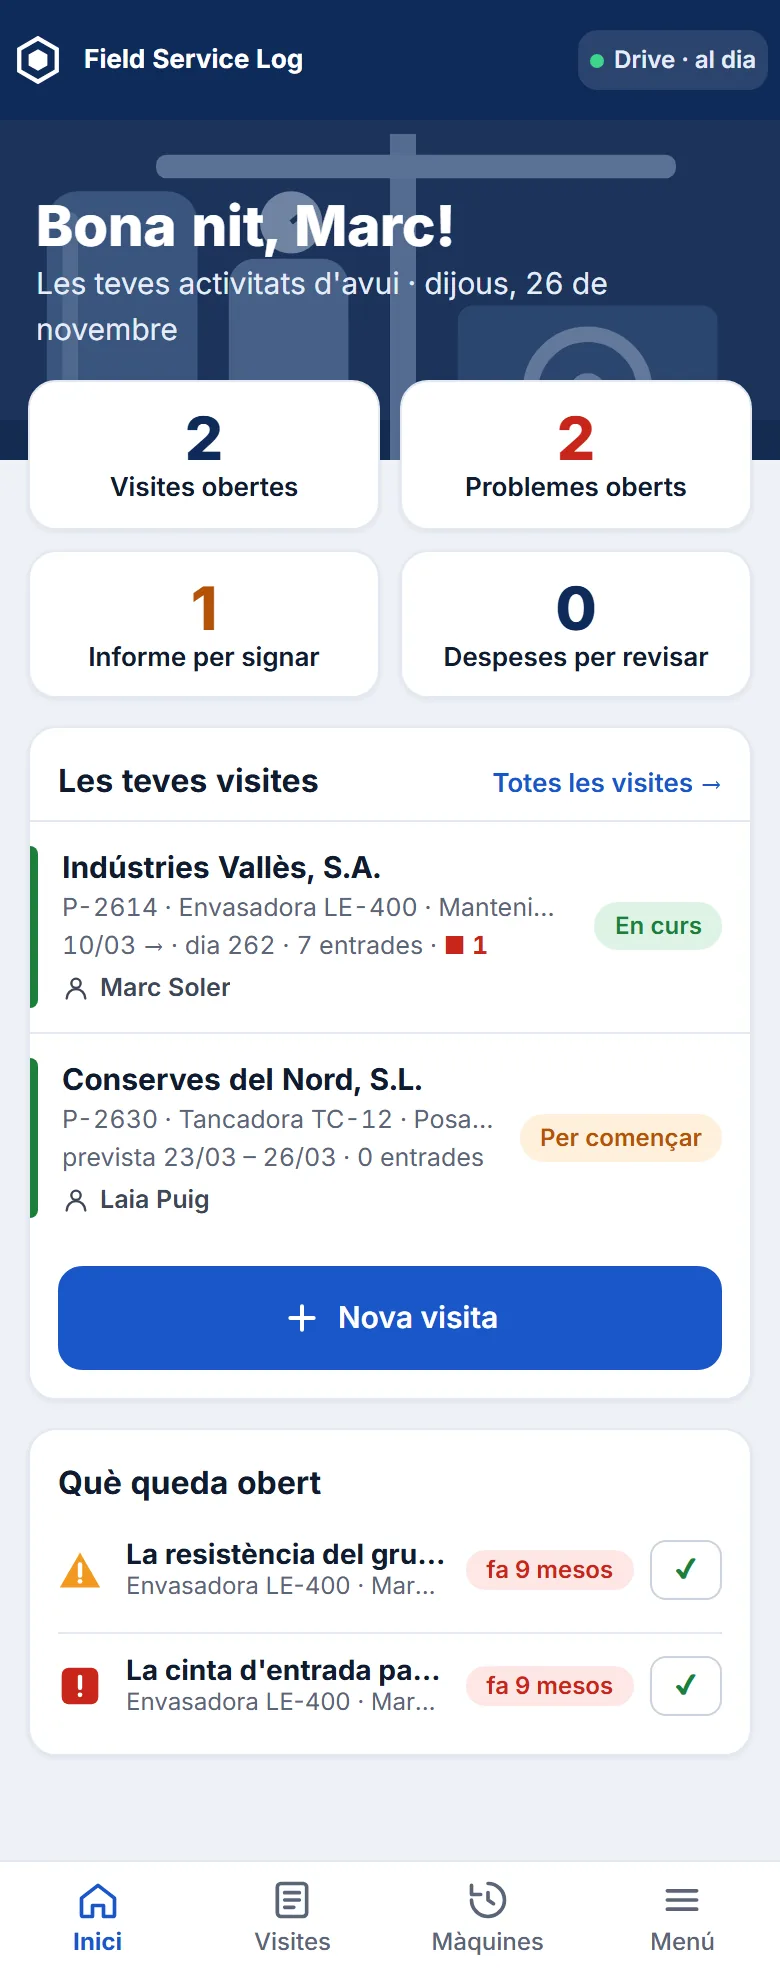 Field Service Log
Drive · al dia
Bona nit, Marc!
Les teves activitats d'avui · dijous, 26 de
novembre
2
Visites obertes
2
Problemes oberts
1
Informe per signar
0
Despeses per revisar
Les teves visites
Totes les visites →
Indústries Vallès, S.A.
P-2614 · Envasadora LE-400 · Manteni...
10/03 → · dia 262 · 7 entrades · 1
En curs
Marc Soler
Conserves del Nord, S.L.
P-2630 · Tancadora TC-12 · Posa...
prevista 23/03 – 26/03 · 0 entrades
Per començar
Laia Puig
Nova visita
Què queda obert
La resistència del gru...
Envasadora LE-400 · Mar...
fa 9 mesos
La cinta d'entrada pa...
Envasadora LE-400 · Mar...
fa 9 mesos
Inici
Visites
Màquines
Menú